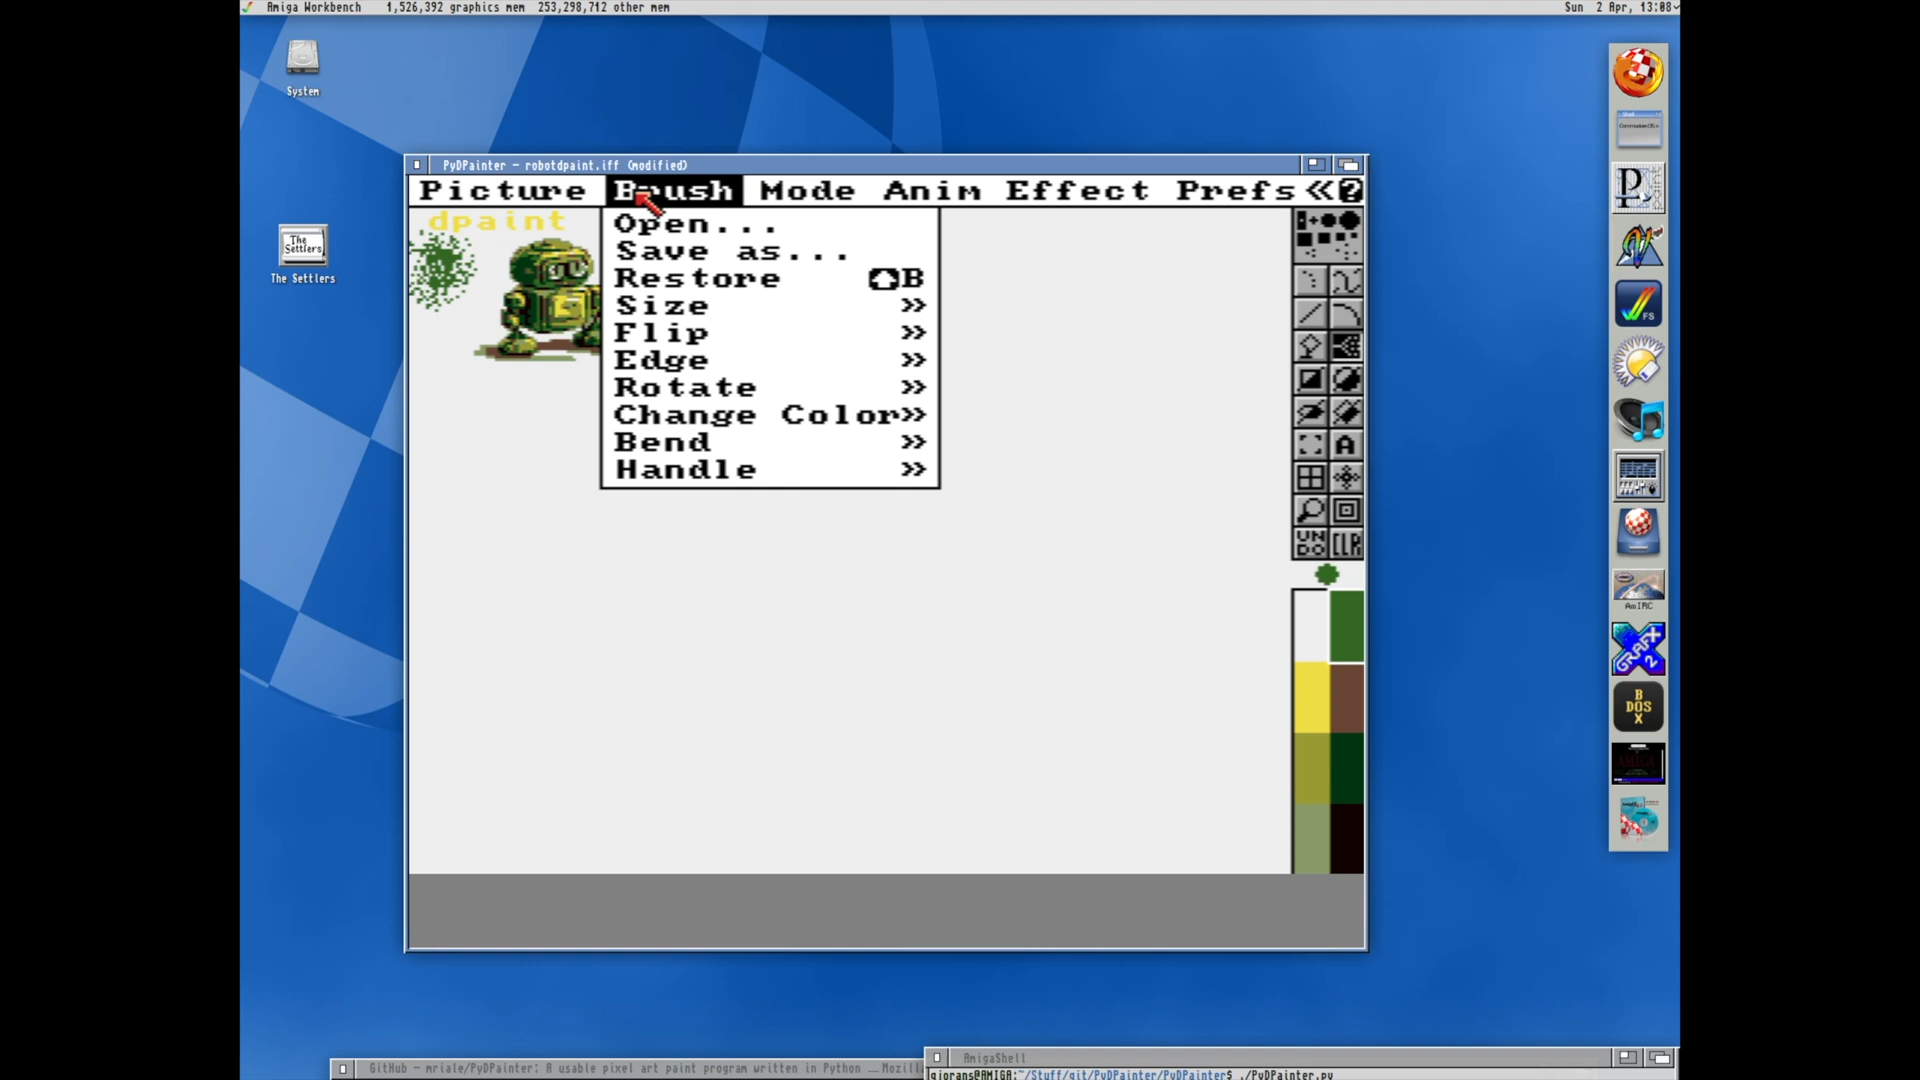 Amiga Workbench 1,526,392 graphics mem 253,298,712 other mem
Sun 2 Apr, 13:08
System
The Settlers
The Settlers
PyDPainter - robotdpaint.iff (modified)
Picture Brush Mode Anim Effect Prefs «?
dpaint
Open...
Save as...
Restore B
Size »
Flip »
Edge »
Rotate »
Change Color»
Bend »
Handle »
A
UNDO CLR
P
FS
AmIRC
GRAFX2
B
DOS
X
GitHub - mriale/PyDPainter: A usable pixel art paint program written in Python — Mozill
AmigaShell
giorans@AMIGA:~/Stuff/git/PyDPainter/PyDPainter$ ./PyDPainter.py